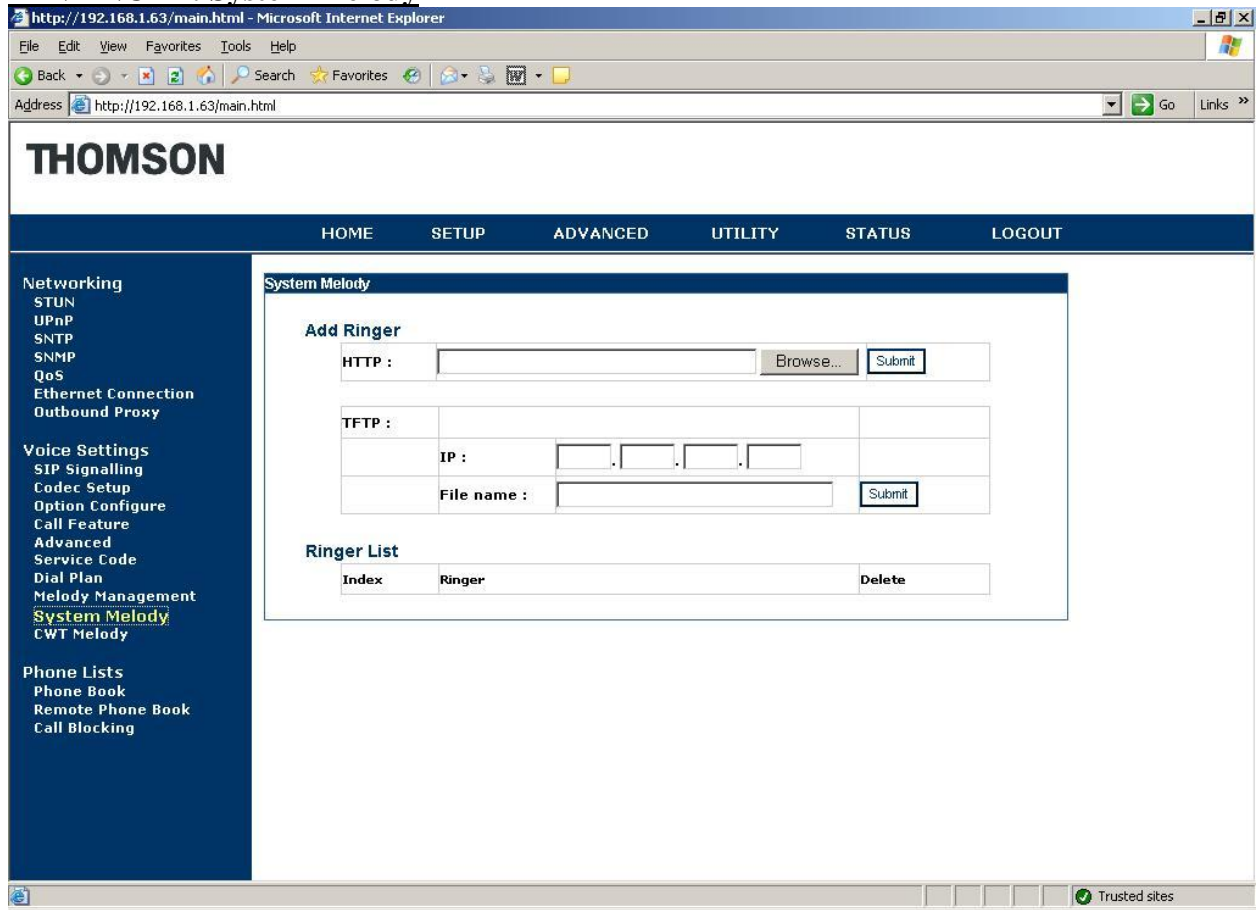 System Melody
http://192.168.1.63/main.html - Microsoft Internet Explorer
File Edit View Favorites Tools Help
Back Search Favorites
Address http://192.168.1.63/main.html Go Links »
THOMSON
HOME SETUP ADVANCED UTILITY STATUS LOGOUT
Networking
STUN
UPnP
SNTP
SNMP
QoS
Ethernet Connection
Outbound Proxy
Voice Settings
SIP Signalling
Codec Setup
Option Configure
Call Feature
Advanced
Service Code
Dial Plan
Melody Management
System Melody
CWT Melody
Phone Lists
Phone Book
Remote Phone Book
Call Blocking
System Melody
Add Ringer
HTTP : Browse... Submit
TFTP :
IP : . . .
File name : Submit
Ringer List
Index Ringer Delete
Trusted sites